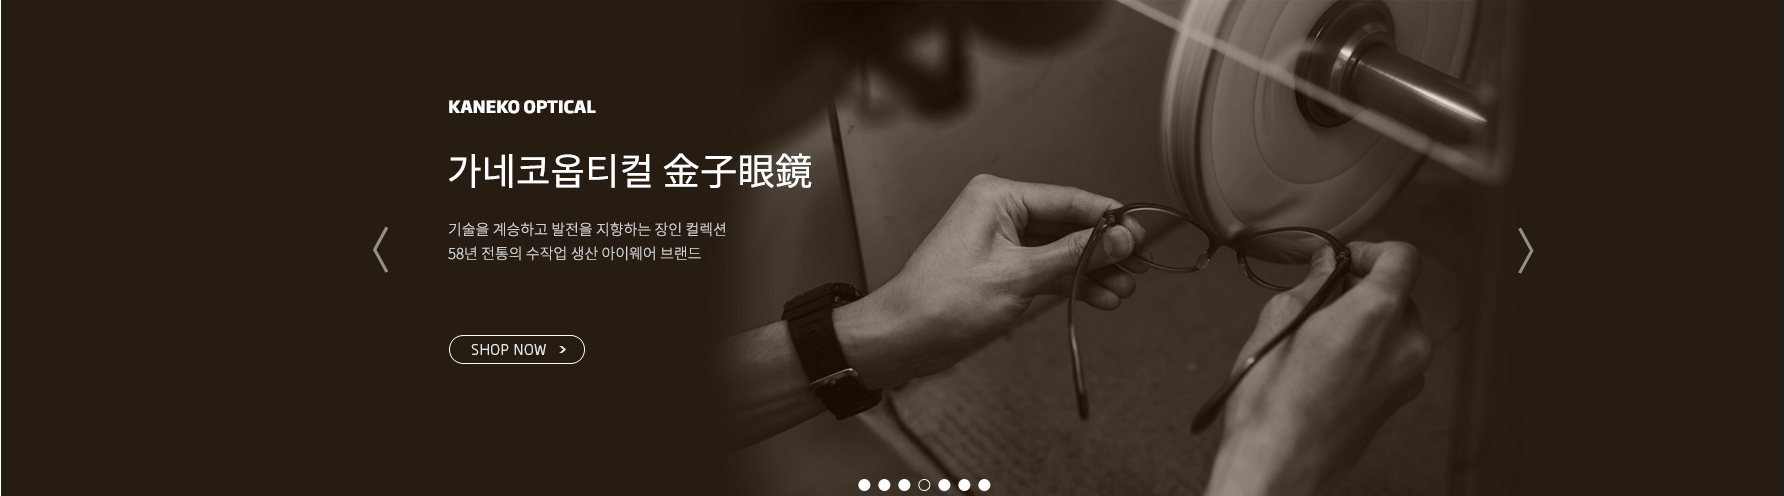 KANEKO OPTICAL
가네코옵티컬 金子眼鏡
기술을 계승하고 발전을 지향하는 장인 컬렉션
58년 전통의 수작업 생산 아이웨어 브랜드
SHOP NOW >